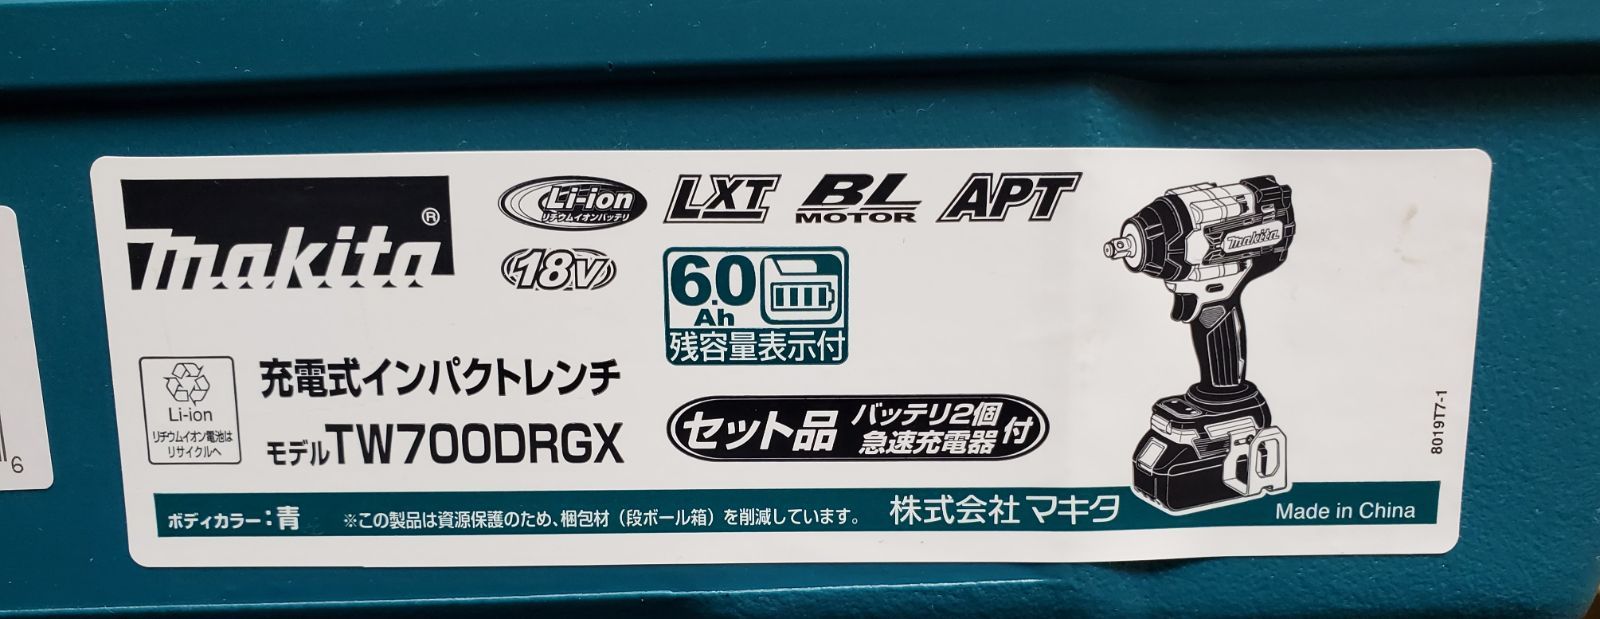 makita®
Li-ion
リチウムイオンバッテリ
LXT
BL
MOTOR
APT
18V
6.0
Ah
残容量表示付
makita
Li-ion
リチウムイオン電池は
リサイクルへ
充電式インパクトレンチ
モデルTW700DRGX
セット品 バッテリ2個
急速充電器 付
ボディカラー：青 ※この製品は資源保護のため、梱包材（段ボール箱）を削減しています。 株式会社 マキタ Made in China
8019T7-1
6